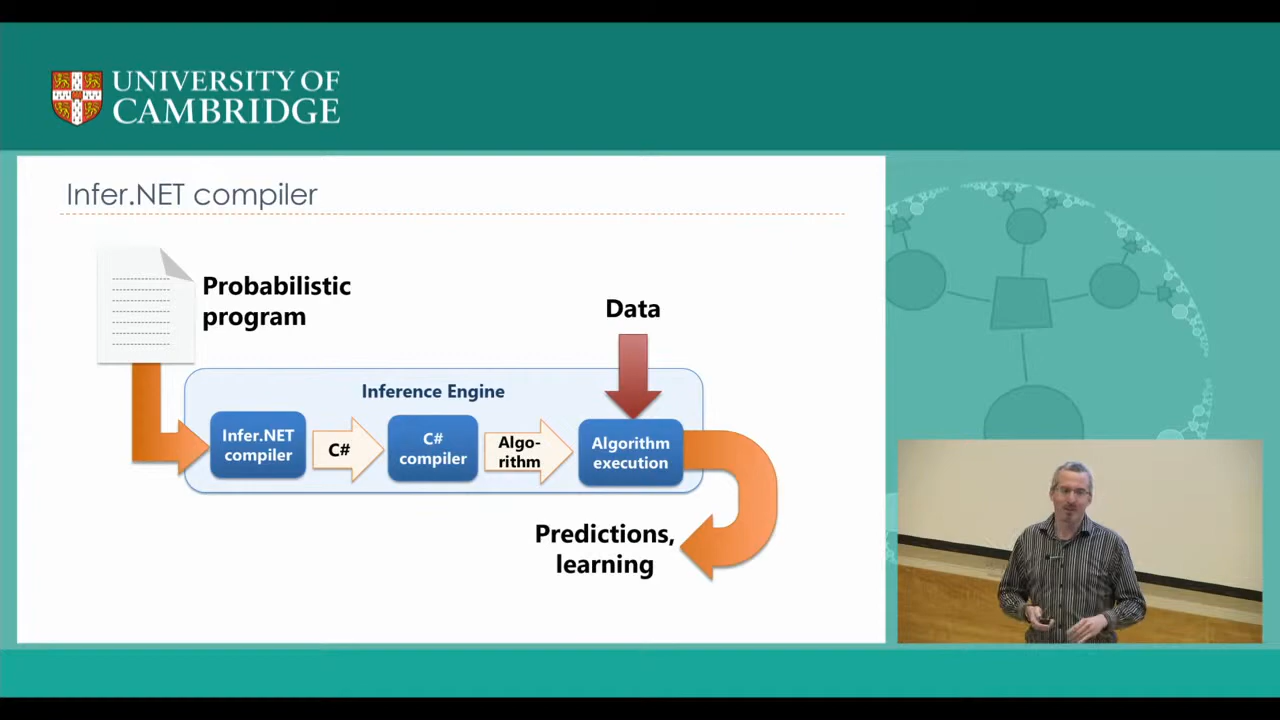 UNIVERSITY OF
CAMBRIDGE
Infer.NET compiler
Probabilistic
program
Data
Inference Engine
Infer.NET
compiler
C#
C#
compiler
Algo-
rithm
Algorithm
execution
Predictions,
learning